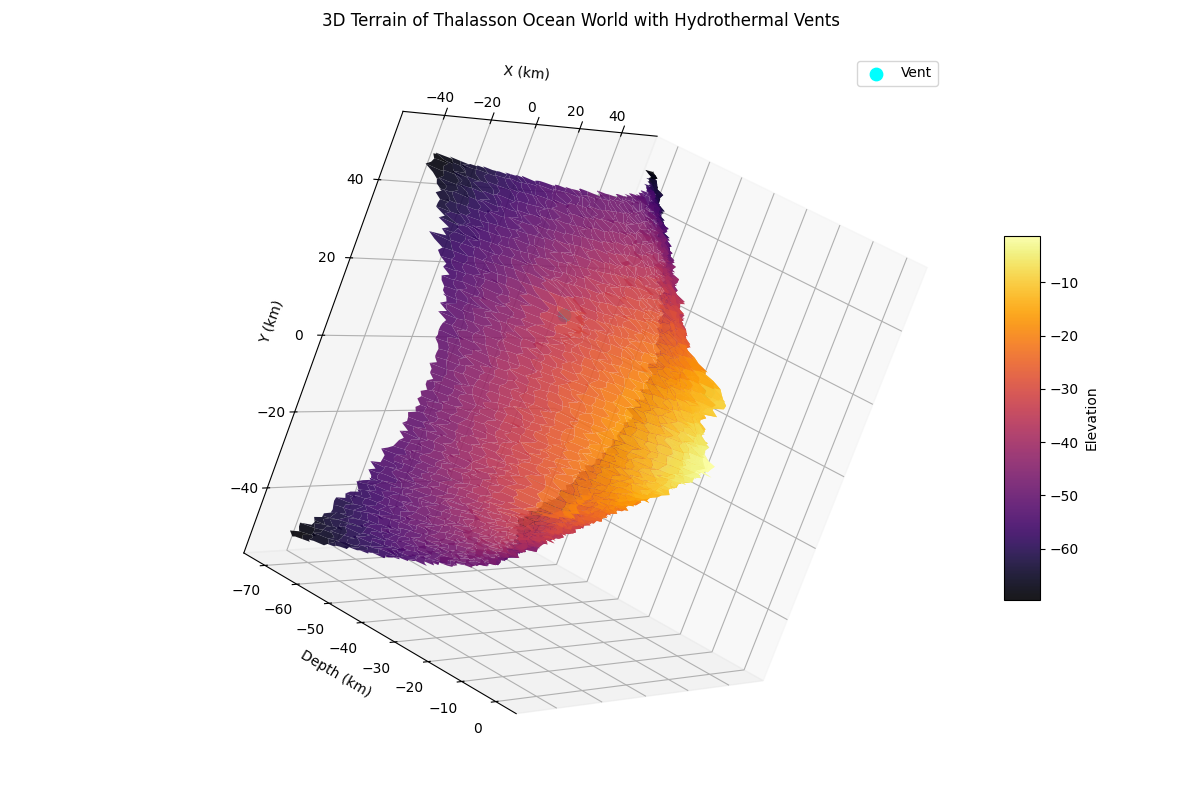 3D Terrain of Thalasson Ocean World with Hydrothermal Vents
Vent
X (km)
−40 −20 0 20 40
Y (km)
40
20
0
−20
−40
−70
−60
−50
−40
−30
−20
−10
0
Depth (km)
−10
−20
−30
−40
−50
−60
Elevation